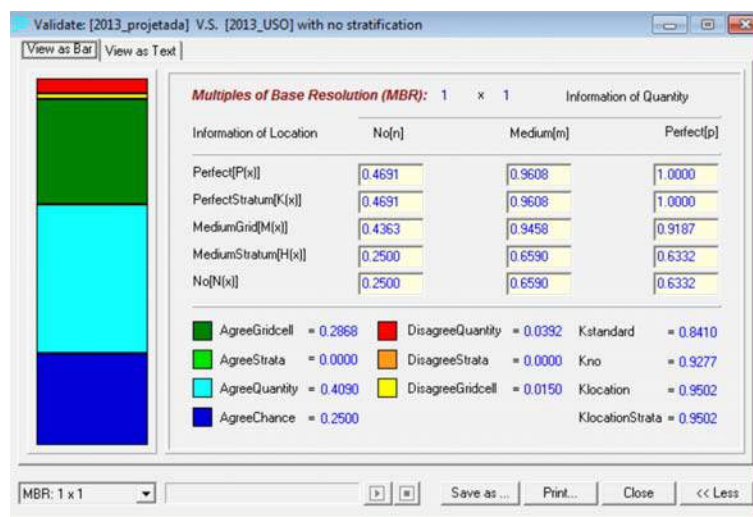 Validate: [2013_projetada] V.S. [2013_USO] with no stratification
View as Bar View as Text
Multiples of Base Resolution (MBR): 1 x 1 Information of Quantity
Information of Location No[n] Medium[m] Perfect[p]
Perfect[P(x)] 0.4691 0.9608 1.0000
PerfectStratum[K(x)] 0.4691 0.9608 1.0000
MediumGrid[M(x)] 0.4363 0.9458 0.9187
MediumStratum[H(x)] 0.2500 0.6590 0.6332
No[N(x)] 0.2500 0.6590 0.6332
AgreeGridcell = 0.2868 DisagreeQuantity = 0.0392 Kstandard = 0.8410
AgreeStrata = 0.0000 DisagreeStrata = 0.0000 Kno = 0.9277
AgreeQuantity = 0.4090 DisagreeGridcell = 0.0150 Klocation = 0.9502
AgreeChance = 0.2500 KlocationStrata = 0.9502
MBR: 1 x 1 Save as ... Print... Close << Less